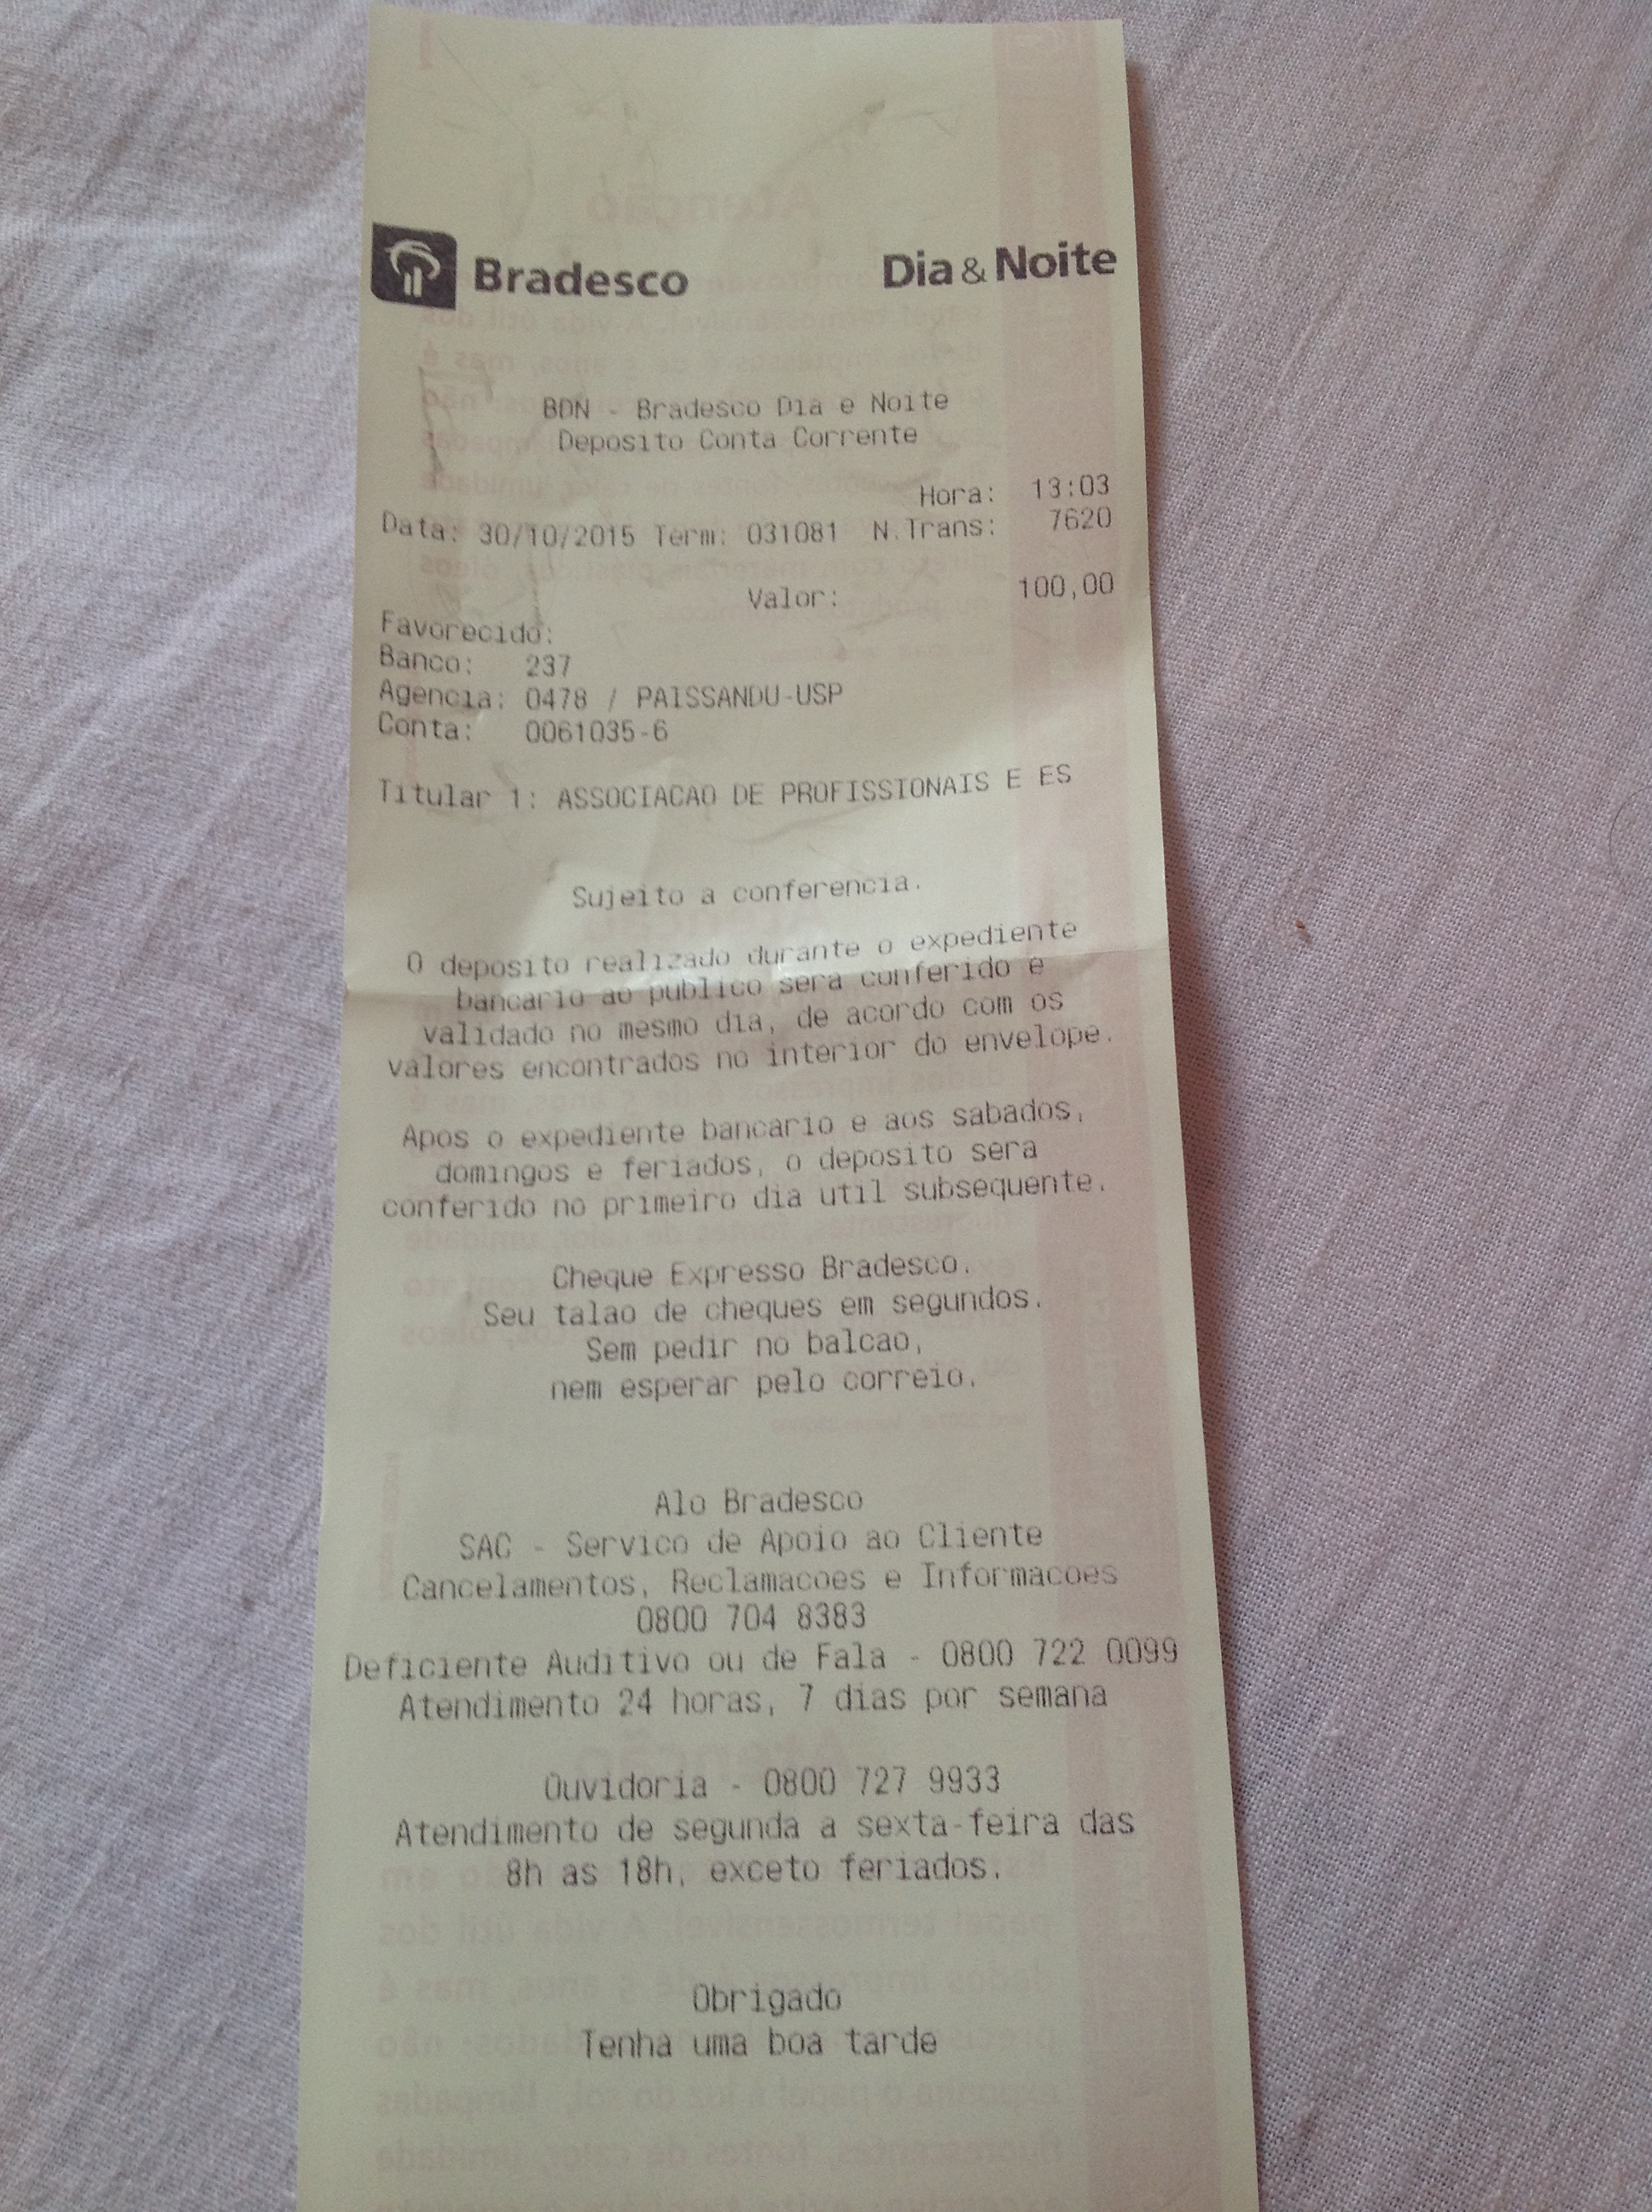 Bradesco Dia & Noite
BDN - Bradesco Dia e Noite
Deposito Conta Corrente
Hora: 13:03
Data: 30/10/2015 Term: 031081 N.Trans: 7620
Valor: 100,00
Favorecido:
Banco: 237
Agencia: 0478 / PAISSANDU-USP
Conta: 0061035-6
Titular 1: ASSOCIACAO DE PROFISSIONAIS E ES
Sujeito a conferencia.
O deposito realizado durante o expediente
bancario ao publico sera conferido e
validado no mesmo dia, de acordo com os
valores encontrados no interior do envelope.
Apos o expediente bancario e aos sabados,
domingos e feriados, o deposito sera
conferido no primeiro dia util subsequente.
Cheque Expresso Bradesco.
Seu talao de cheques em segundos.
Sem pedir no balcao,
nem esperar pelo correio.
Alo Bradesco
SAC - Servico de Apoio ao Cliente
Cancelamentos, Reclamacoes e Informacoes
0800 704 8383
Deficiente Auditivo ou de Fala - 0800 722 0099
Atendimento 24 horas, 7 dias por semana
Ouvidoria - 0800 727 9933
Atendimento de segunda a sexta-feira das
8h as 18h, exceto feriados.
Obrigado
Tenha uma boa tarde